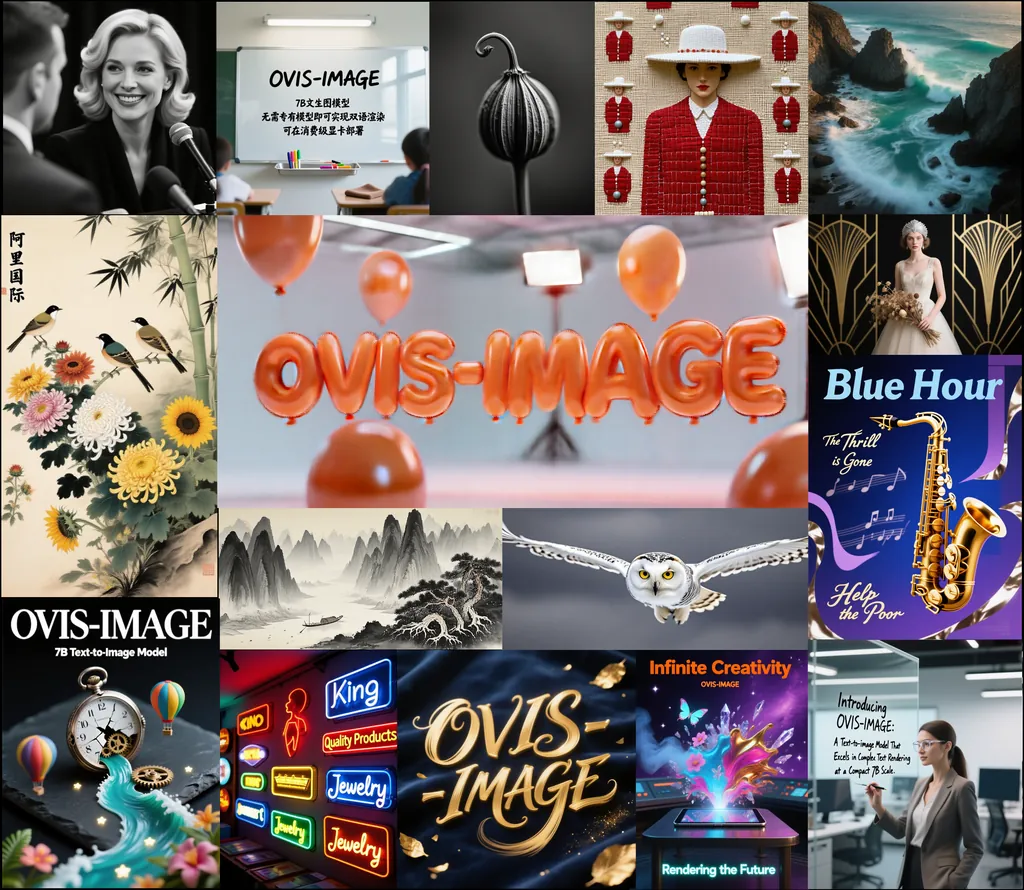 OVIS-IMAGE
7B文生图模型
无需专有模型即可实现双语渲染
可在消费级显卡部署
阿里国际
OVIS-IMAGE
Blue Hour
The Thrill
is Gone
Help
the Poor
OVIS-IMAGE
7B Text-to-Image Model
KINO
King
Quality Products
Jewelry
Jewelry
Jewelry
OVIS-
-IMAGE
Infinite Creativity
OVIS-IMAGE
Rendering the Future
Introducing
OVIS-IMAGE:
A Text-to-image Model That
Excels in Complex Text Rendering
at a Compact 7B Scale.